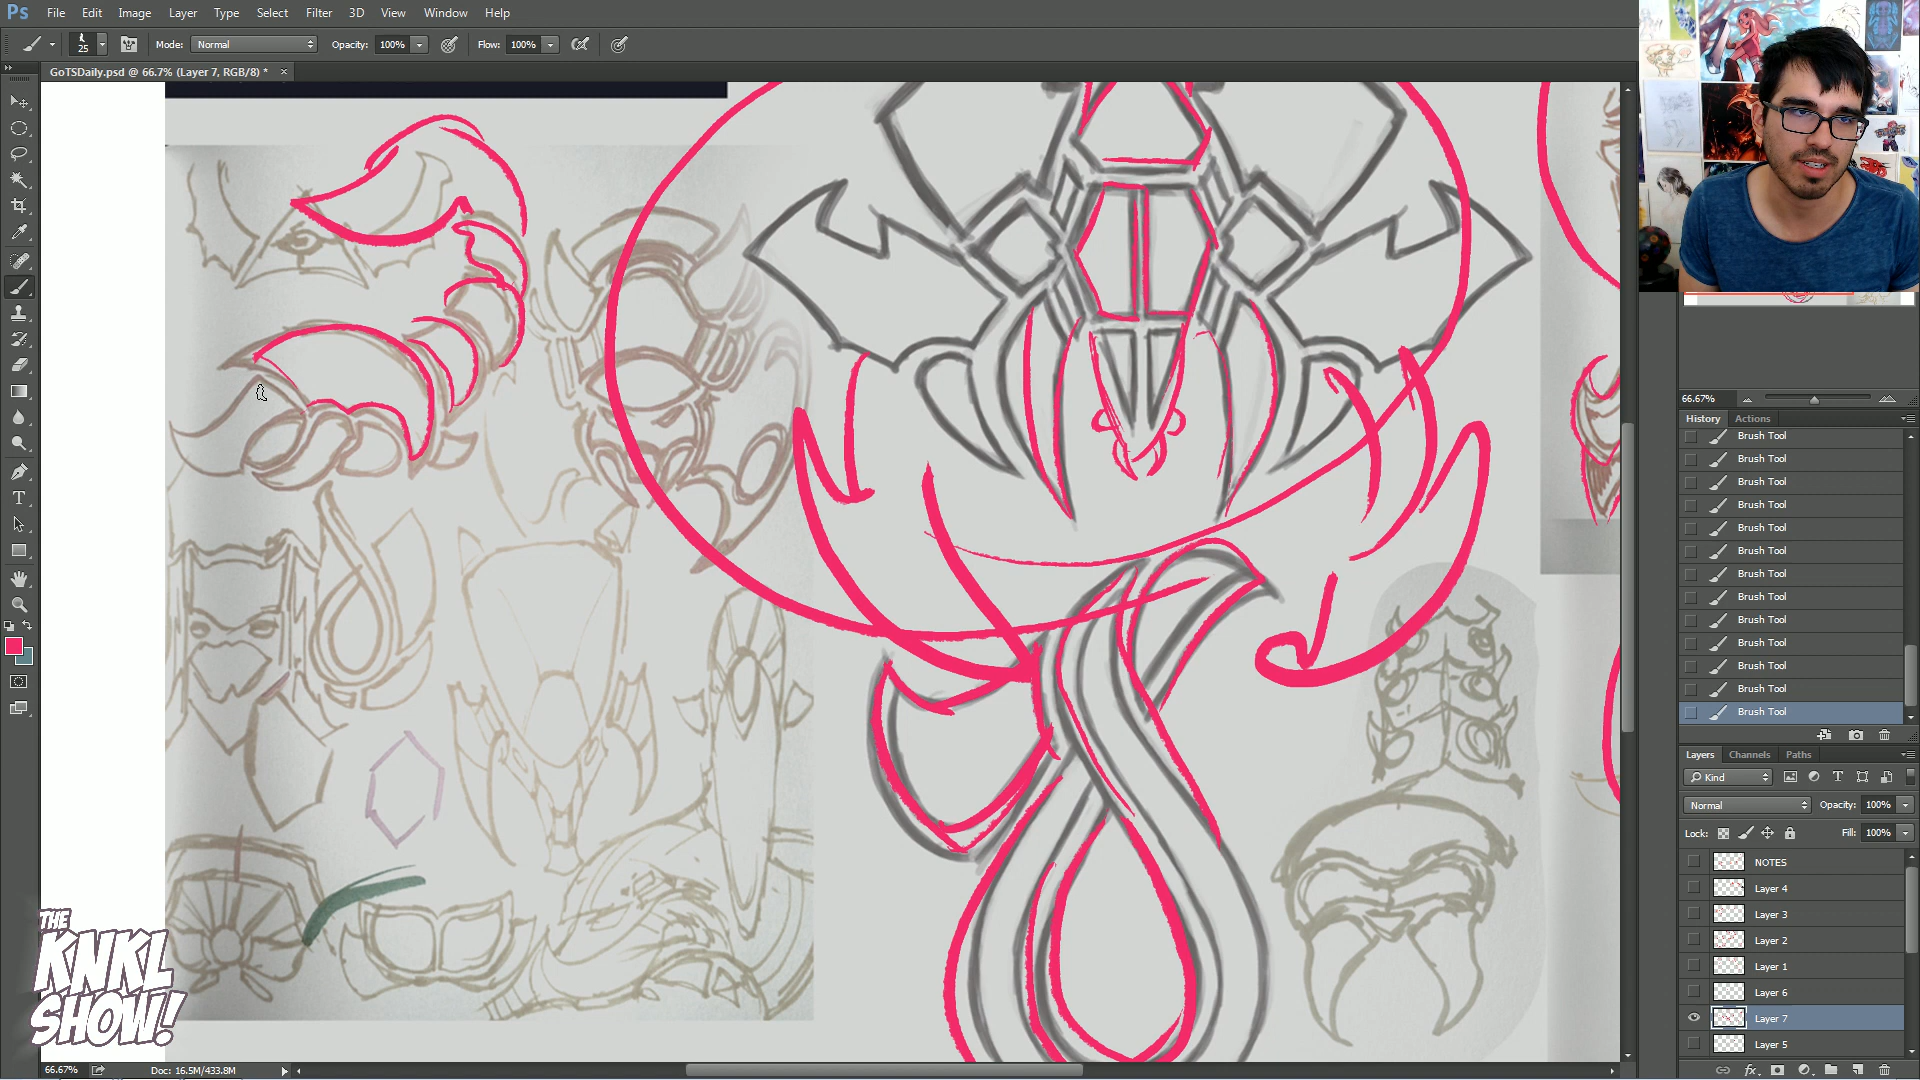 Ps File Edit Image Layer Type Select Filter 3D View Window Help
25 Mode: Normal Opacity: 100% Flow: 100%
GoTSDaily.psd @ 66.7% (Layer 7, RGB/8) * ×
66.67%
History Actions
Brush Tool
Brush Tool
Brush Tool
Brush Tool
Brush Tool
Brush Tool
Brush Tool
Brush Tool
Brush Tool
Brush Tool
Brush Tool
Brush Tool
Brush Tool
Layers Channels Paths
Kind
Normal Opacity: 100%
Lock: Fill: 100%
NOTES
Layer 4
Layer 3
Layer 2
Layer 1
Layer 6
Layer 7
Layer 5
fx
T
THE
KNKL
SHOW!
66.67% Doc: 16.5M/433.8M